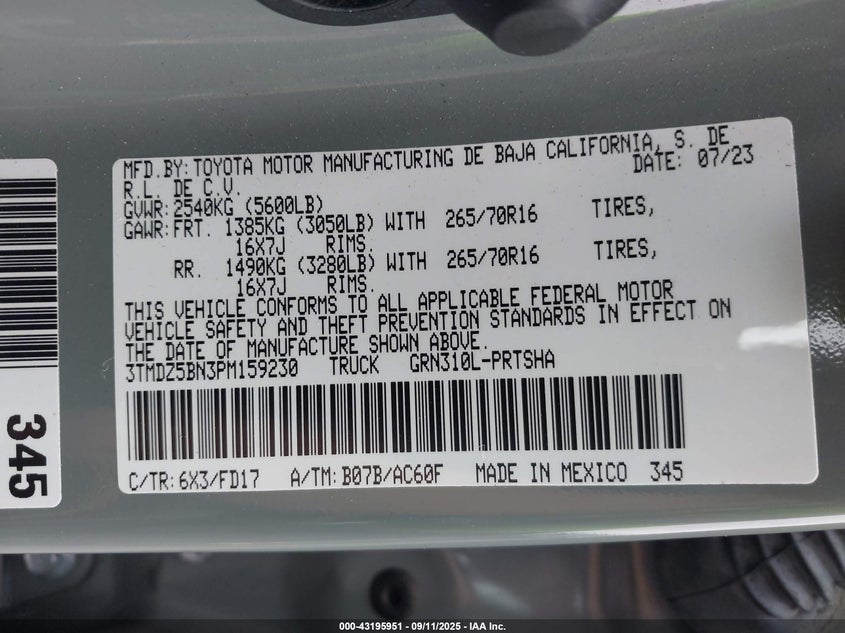 MFD.BY: TOYOTA MOTOR MANUFACTURING DE BAJA CALIFORNIA, S. DE
R.L. DE C.V. DATE: 07/23
GVWR: 2540KG (5600LB)
GAWR: FRT. 1385KG (3050LB) WITH 265/70R16 TIRES,
16X7J RIMS.
RR. 1490KG (3280LB) WITH 265/70R16 TIRES,
16X7J RIMS.
THIS VEHICLE CONFORMS TO ALL APPLICABLE FEDERAL MOTOR
VEHICLE SAFETY AND THEFT PREVENTION STANDARDS IN EFFECT ON
THE DATE OF MANUFACTURE SHOWN ABOVE.
3TMDZ5BN3PM159230 TRUCK GRN310L-PRTSHA
C/TR: 6X3/FD17 A/TM: B07B/AC60F MADE IN MEXICO 345
345
000-43195951 - 09/11/2025 - IAA Inc.